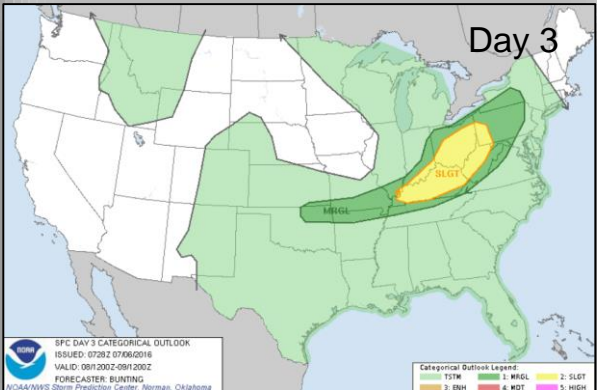 Day 3
SLGT
MRGL
NOAA
SPC DAY 3 CATEGORICAL OUTLOOK
ISSUED: 0728Z 07/06/2016
VALID: 08/1200Z-09/1200Z
FORECASTER: BUNTING
NOAA/NWS Storm Prediction Center, Norman, Oklahoma
Categorical Outlook Legend:
TSTM 1: MRGL 2: SLGT
3: ENH 4: MDT 5: HIGH